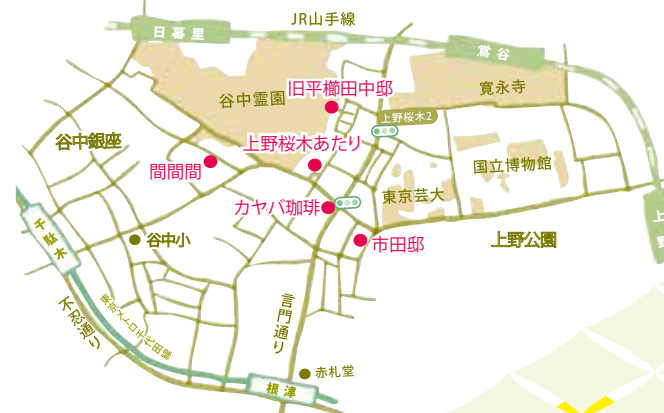 JR山手線
日暮里
鶯谷
旧平櫛田中邸
谷中霊園
寛永寺
上野桜木2
谷中銀座
上野桜木あたり
間間間
国立博物館
東京芸大
カヤバ珈琲
上野
千駄木
谷中小
市田邸
上野公園
不忍通り
東京メトロ千代田線
言問通り
赤札堂
根津